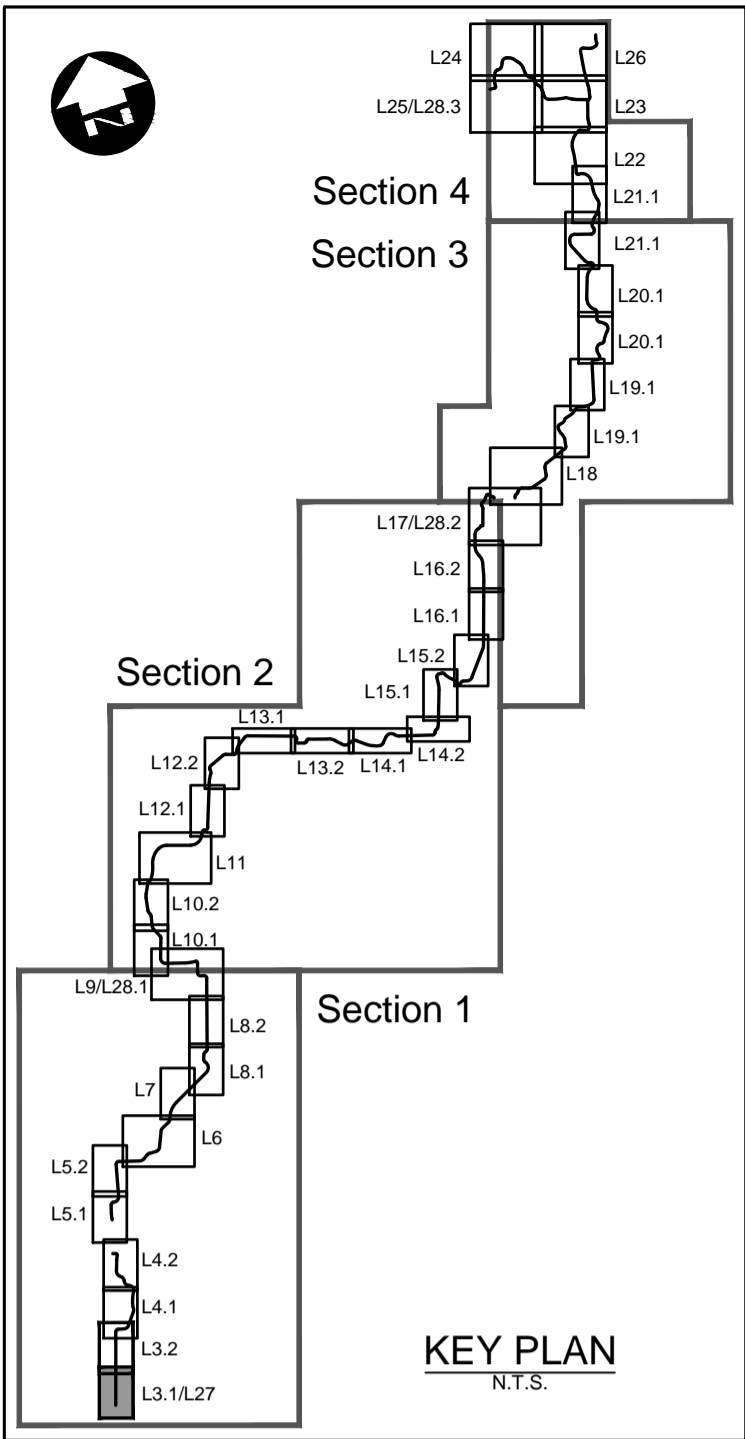 N
L24
L26
L25/L28.3
L23
L22
Section 4
L21.1
Section 3
L21.1
L20.1
L20.1
L19.1
L19.1
L18
L17/L28.2
L16.2
L16.1
L15.2
Section 2
L15.1
L13.1
L14.2
L12.2
L13.2
L14.1
L12.1
L11
L10.2
L10.1
L9/L28.1
Section 1
L8.2
L8.1
L7
L6
L5.2
L5.1
L4.2
L4.1
L3.2
KEY PLAN
N.T.S.
L3.1/L27